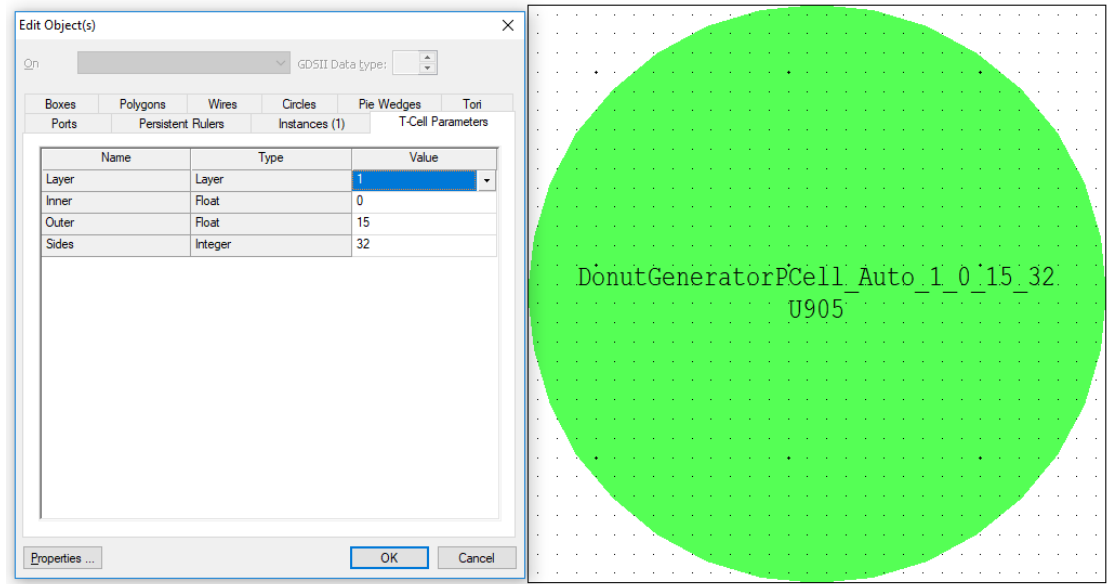 Edit Object(s)
On
GDSII Data type:
Boxes Polygons Wires Circles Pie Wedges Tori
Ports Persistent Rulers Instances (1) T-Cell Parameters
Name Type Value
Layer Layer 1
Inner Float 0
Outer Float 15
Sides Integer 32
Properties ... OK Cancel
DonutGeneratorPCell_Auto_1_0_15_32
U905